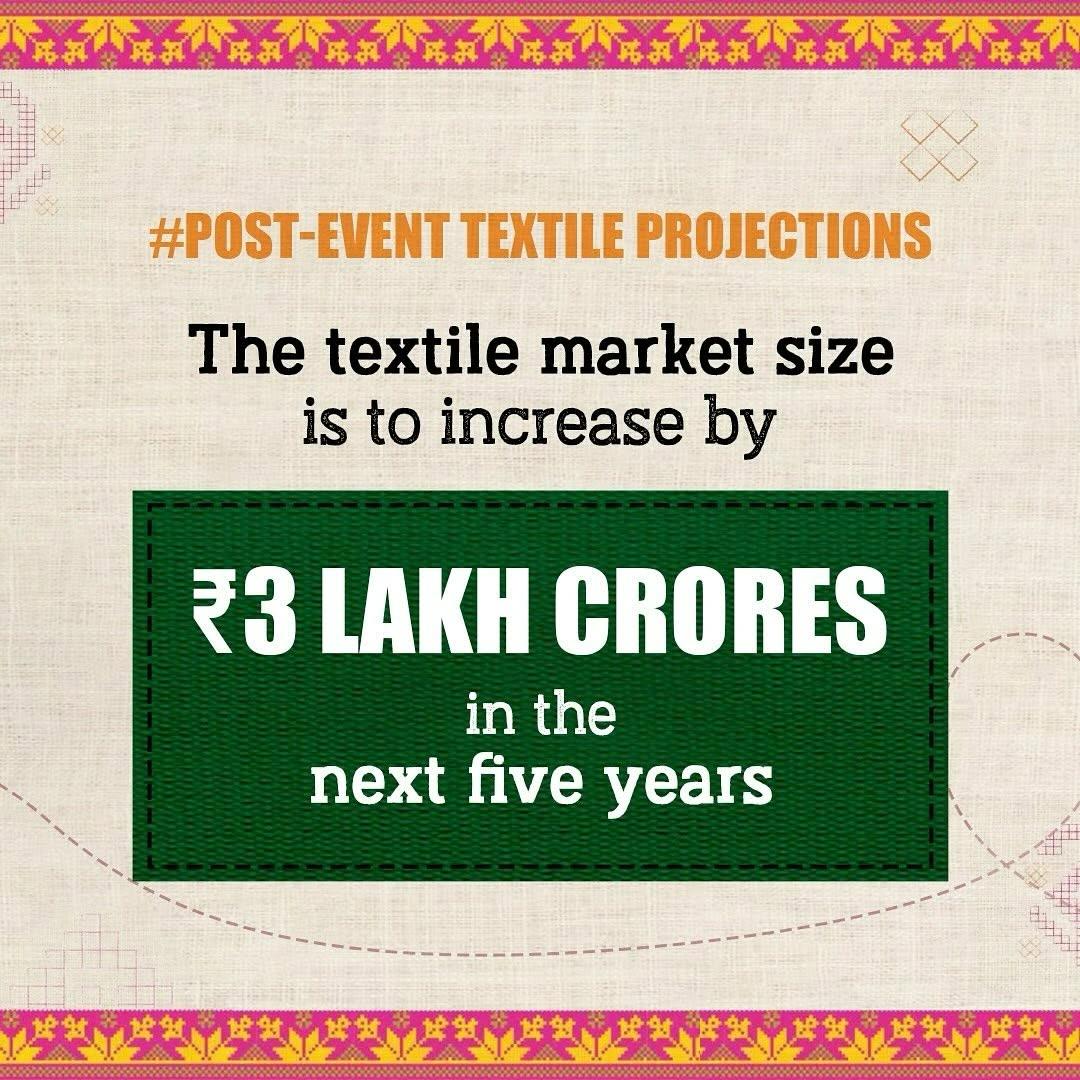 #POST-EVENT TEXTILE PROJECTIONS
The textile market size
is to increase by
₹3 LAKH CRORES
in the
next five years